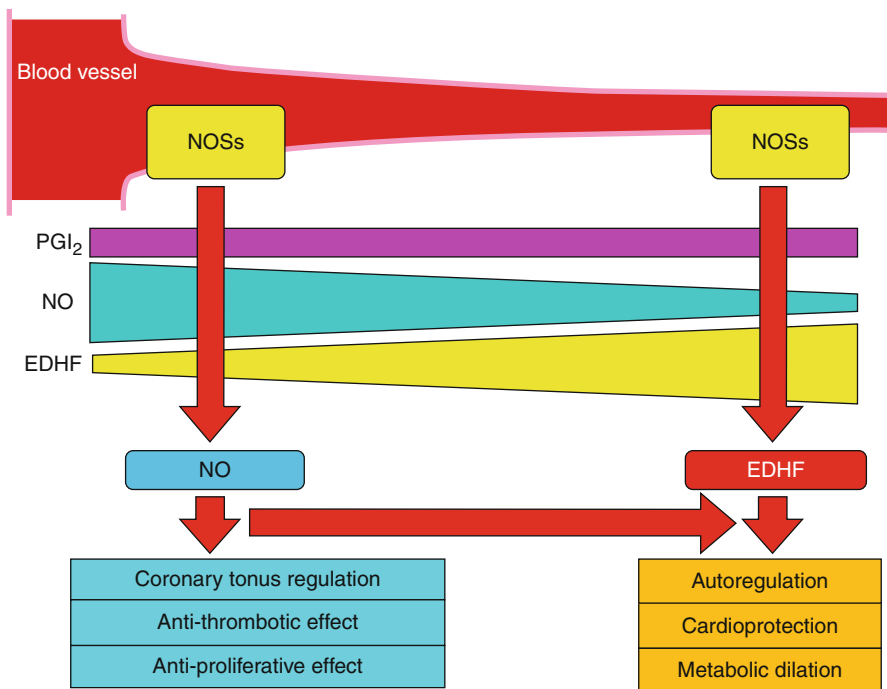 Blood vessel
NOSs
NOSs
PGI₂
NO
EDHF
NO
EDHF
Coronary tonus regulation
Anti-thrombotic effect
Anti-proliferative effect
Autoregulation
Cardioprotection
Metabolic dilation